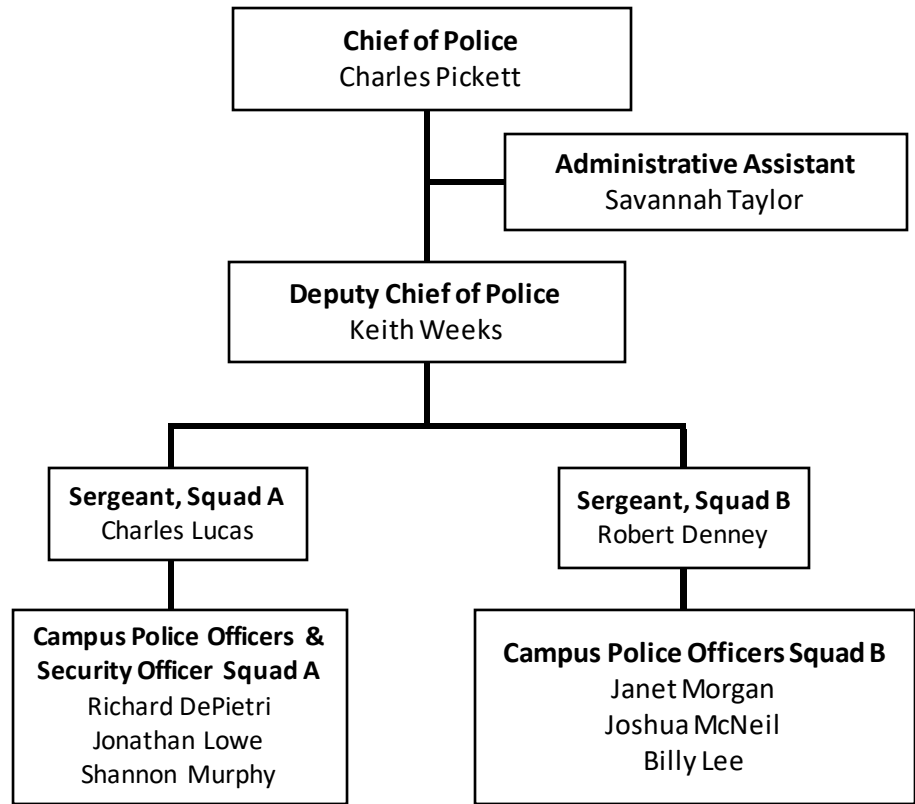 Chief of Police
Charles Pickett
Administrative Assistant
Savannah Taylor
Deputy Chief of Police
Keith Weeks
Sergeant, Squad A
Charles Lucas
Sergeant, Squad B
Robert Denney
Campus Police Officers &
Security Officer Squad A
Richard DePietri
Jonathan Lowe
Shannon Murphy
Campus Police Officers Squad B
Janet Morgan
Joshua McNeil
Billy Lee